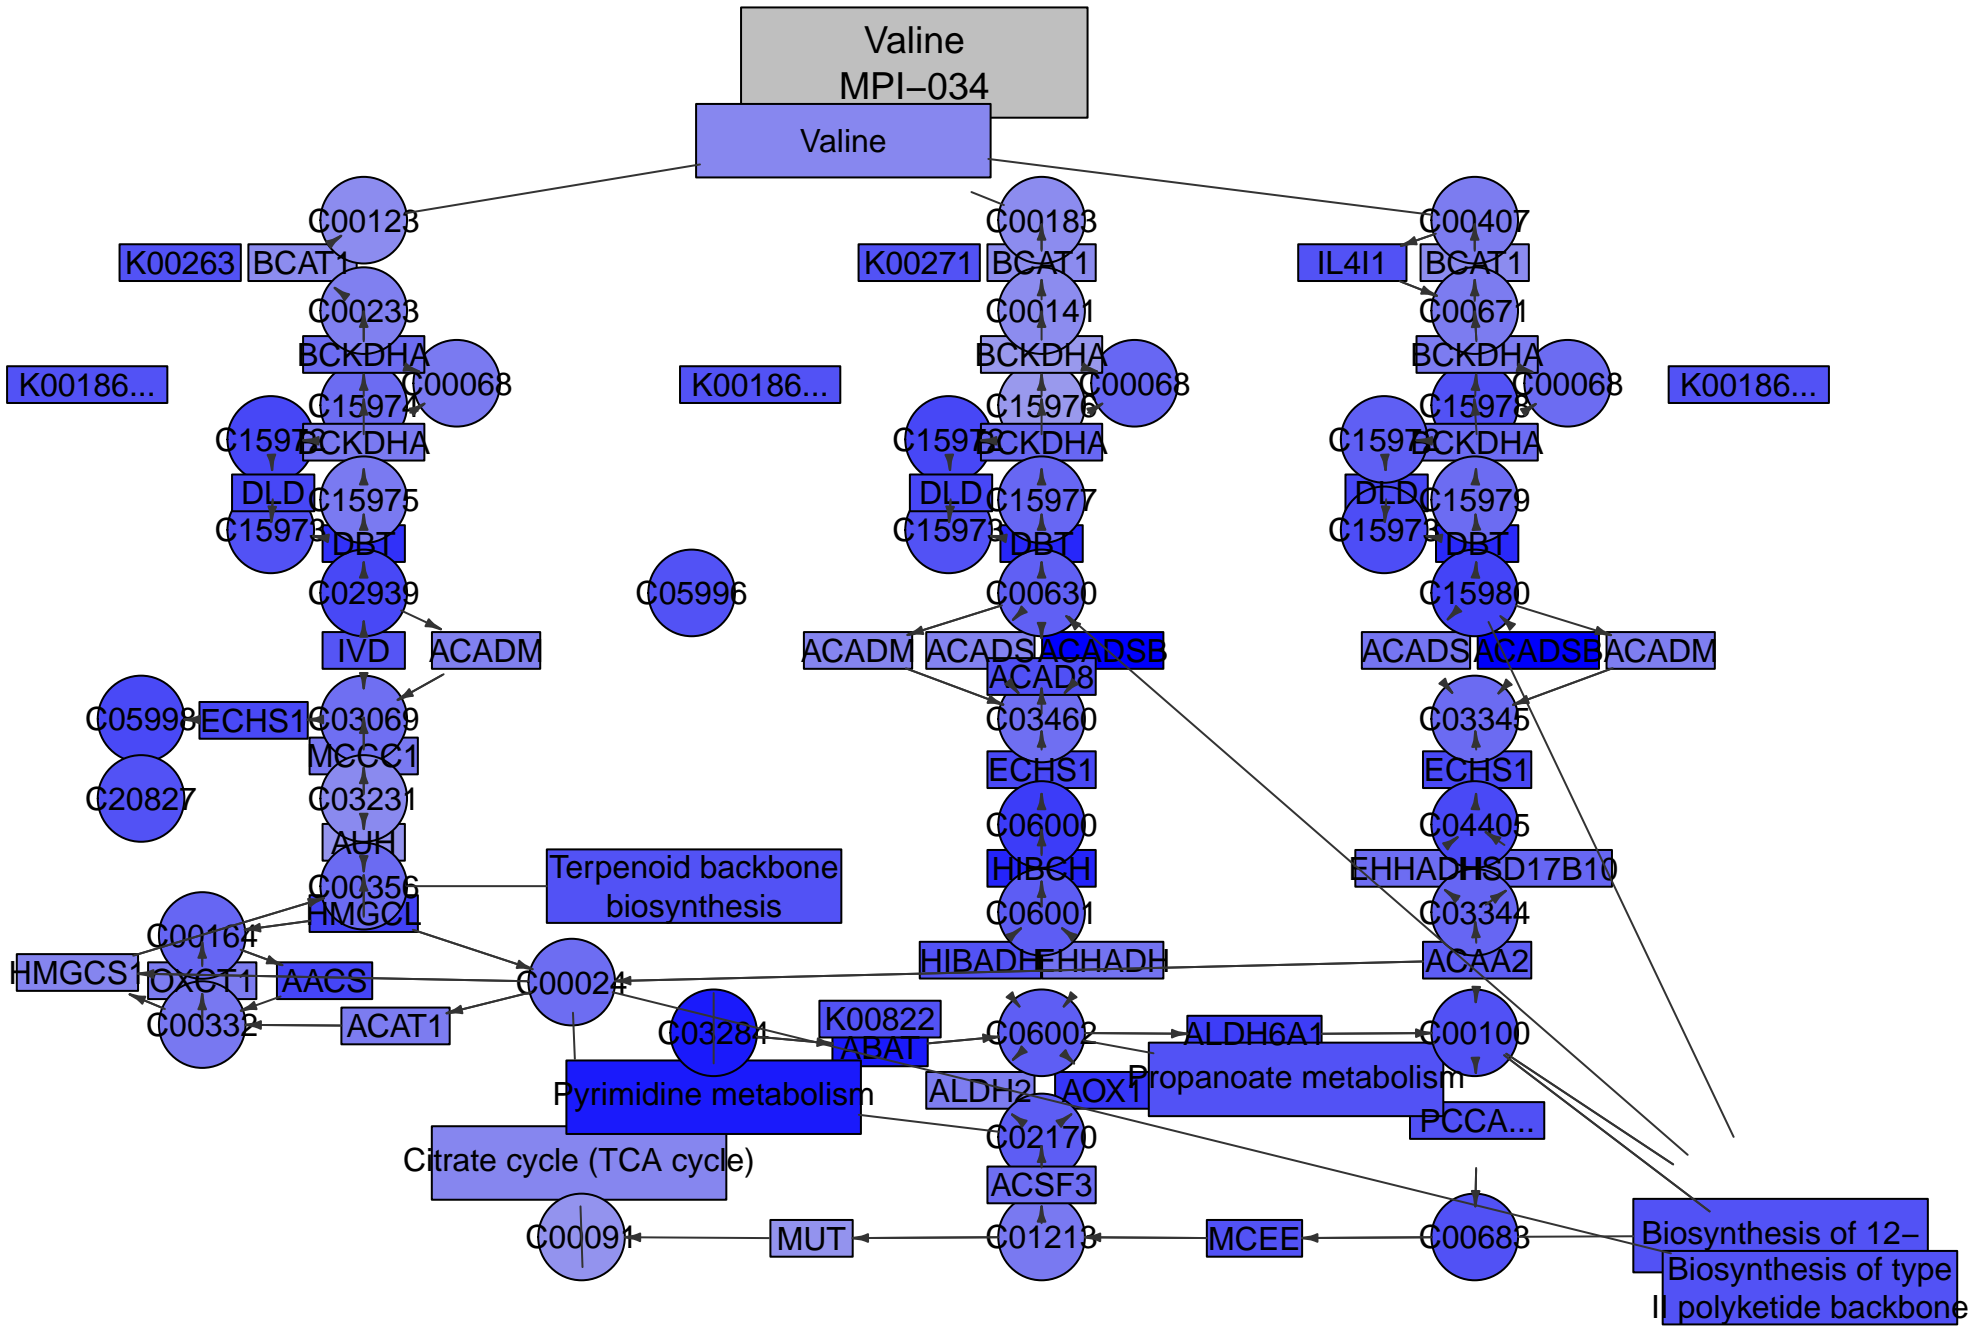 Valine
MPI–034
Valine
C00123
C00183
C00407
K00263
BCAT1
K00271
BCAT1
IL4I1
BCAT1
C00233
C00141
C00671
BCKDHA
BCKDHA
BCKDHA
K00186...
C00068
K00186...
C00068
C00068
K00186...
C15974
C15976
C15978
C15972
BCKDHA
C15972
BCKDHA
C15972
BCKDHA
DLD
C15975
DLD
C15977
DLD
C15979
C15973
DBT
C15973
DBT
C15973
DBT
C02939
C05996
C00630
C15980
IVD
ACADM
ACADM
ACADS
ACADSB
ACADS
ACADSB
ACADM
ACAD8
C05998
ECHS1
C03069
C03460
C03345
MCCC1
ECHS1
ECHS1
C20827
C03231
C06000
C04405
AUH
HIBCH
EHHADH
HSD17B10
C00356
Terpenoid backbone
biosynthesis
HMGCL
C06001
C03344
C00164
HMGCS1
OXCT1
AACS
C00024
HIBADH
EHHADH
ACAA2
C00332
ACAT1
C03284
K00822
ABAT
C06002
ALDH6A1
C00100
Pyrimidine metabolism
ALDH2
AOX1
Propanoate metabolism
PCCA...
C02170
Citrate cycle (TCA cycle)
ACSF3
C00091
MUT
C01213
MCEE
C00683
Biosynthesis of 12–
Biosynthesis of type
II polyketide backbone